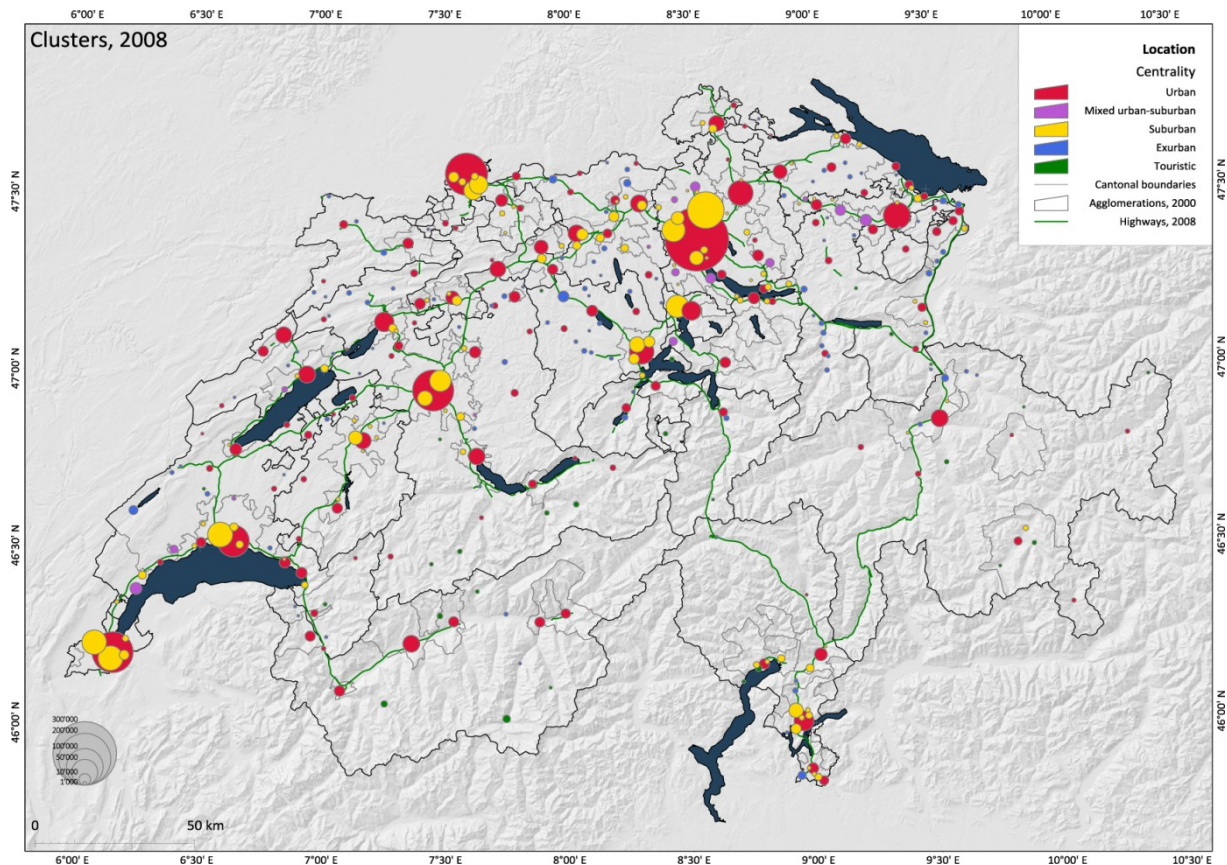 6°00'' E 6°30'' E 7°00'' E 7°30'' E 8°00'' E 8°30'' E 9°00'' E 9°30'' E 10°00'' E 10°30'' E
Clusters, 2008
Location
Centrality
Urban
Mixed urban-suburban
Suburban
Exurban
Touristic
Cantonal boundaries
Agglomerations, 2000
Highways, 2008
47°30'' N 47°30'' N
47°00'' N 47°00'' N
46°30'' N 46°30'' N
46°00'' N 46°00'' N
300'000
200'000
100'000
50'000
10'000
1'000
0 50 km
6°00'' E 6°30'' E 7°00'' E 7°30'' E 8°00'' E 8°30'' E 9°00'' E 9°30'' E 10°00'' E 10°30'' E